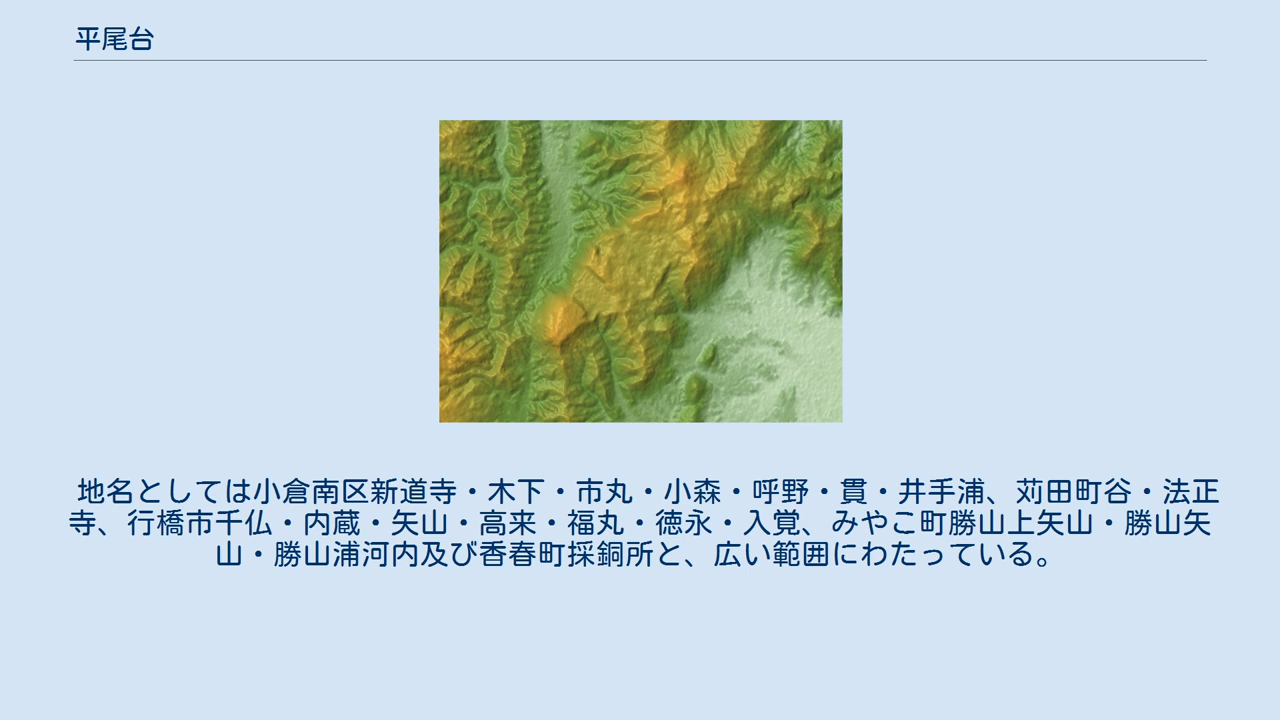 平尾台
地名としては小倉南区新道寺・木下・市丸・小森・呼野・貫・井手浦、苅田町谷・法正
寺、行橋市千仏・内蔵・矢山・高来・福丸・徳永・入覚、みやこ町勝山上矢山・勝山矢
山・勝山浦河内及び香春町採銅所と、広い範囲にわたっている。